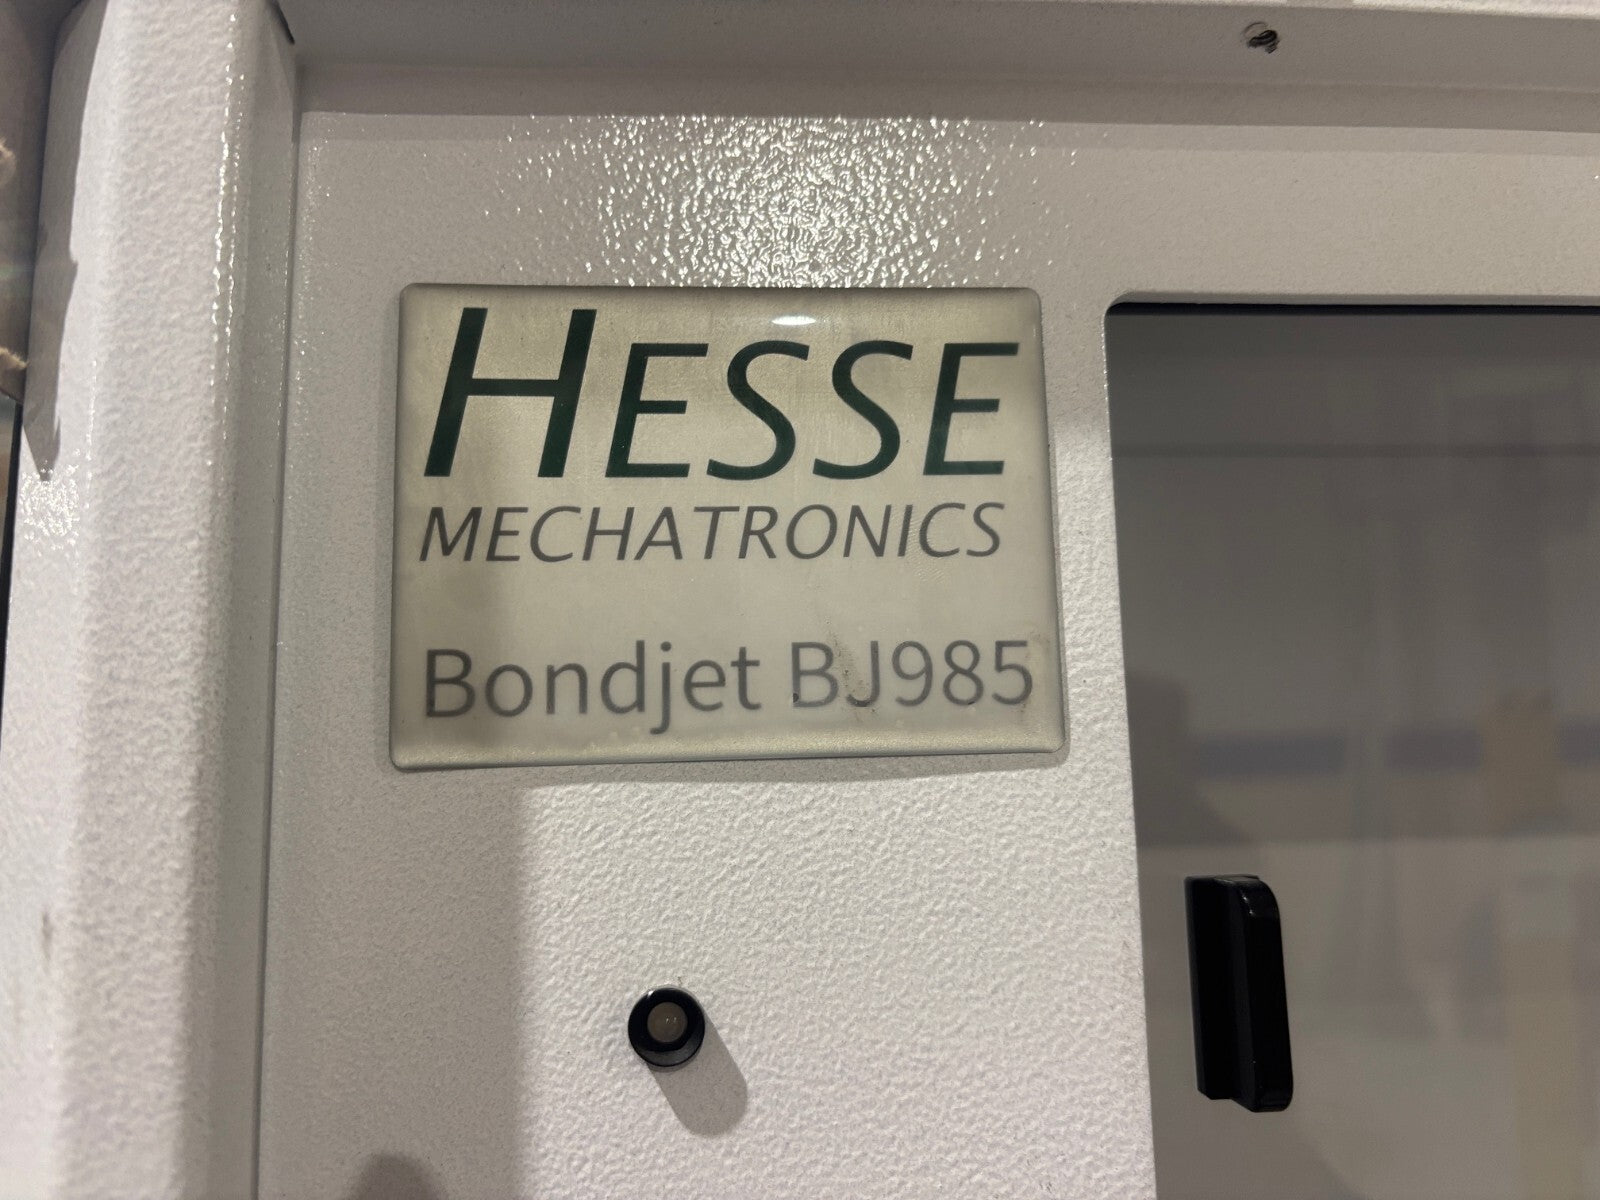 HESSE
MECHATRONICS
Bondjet BJ985